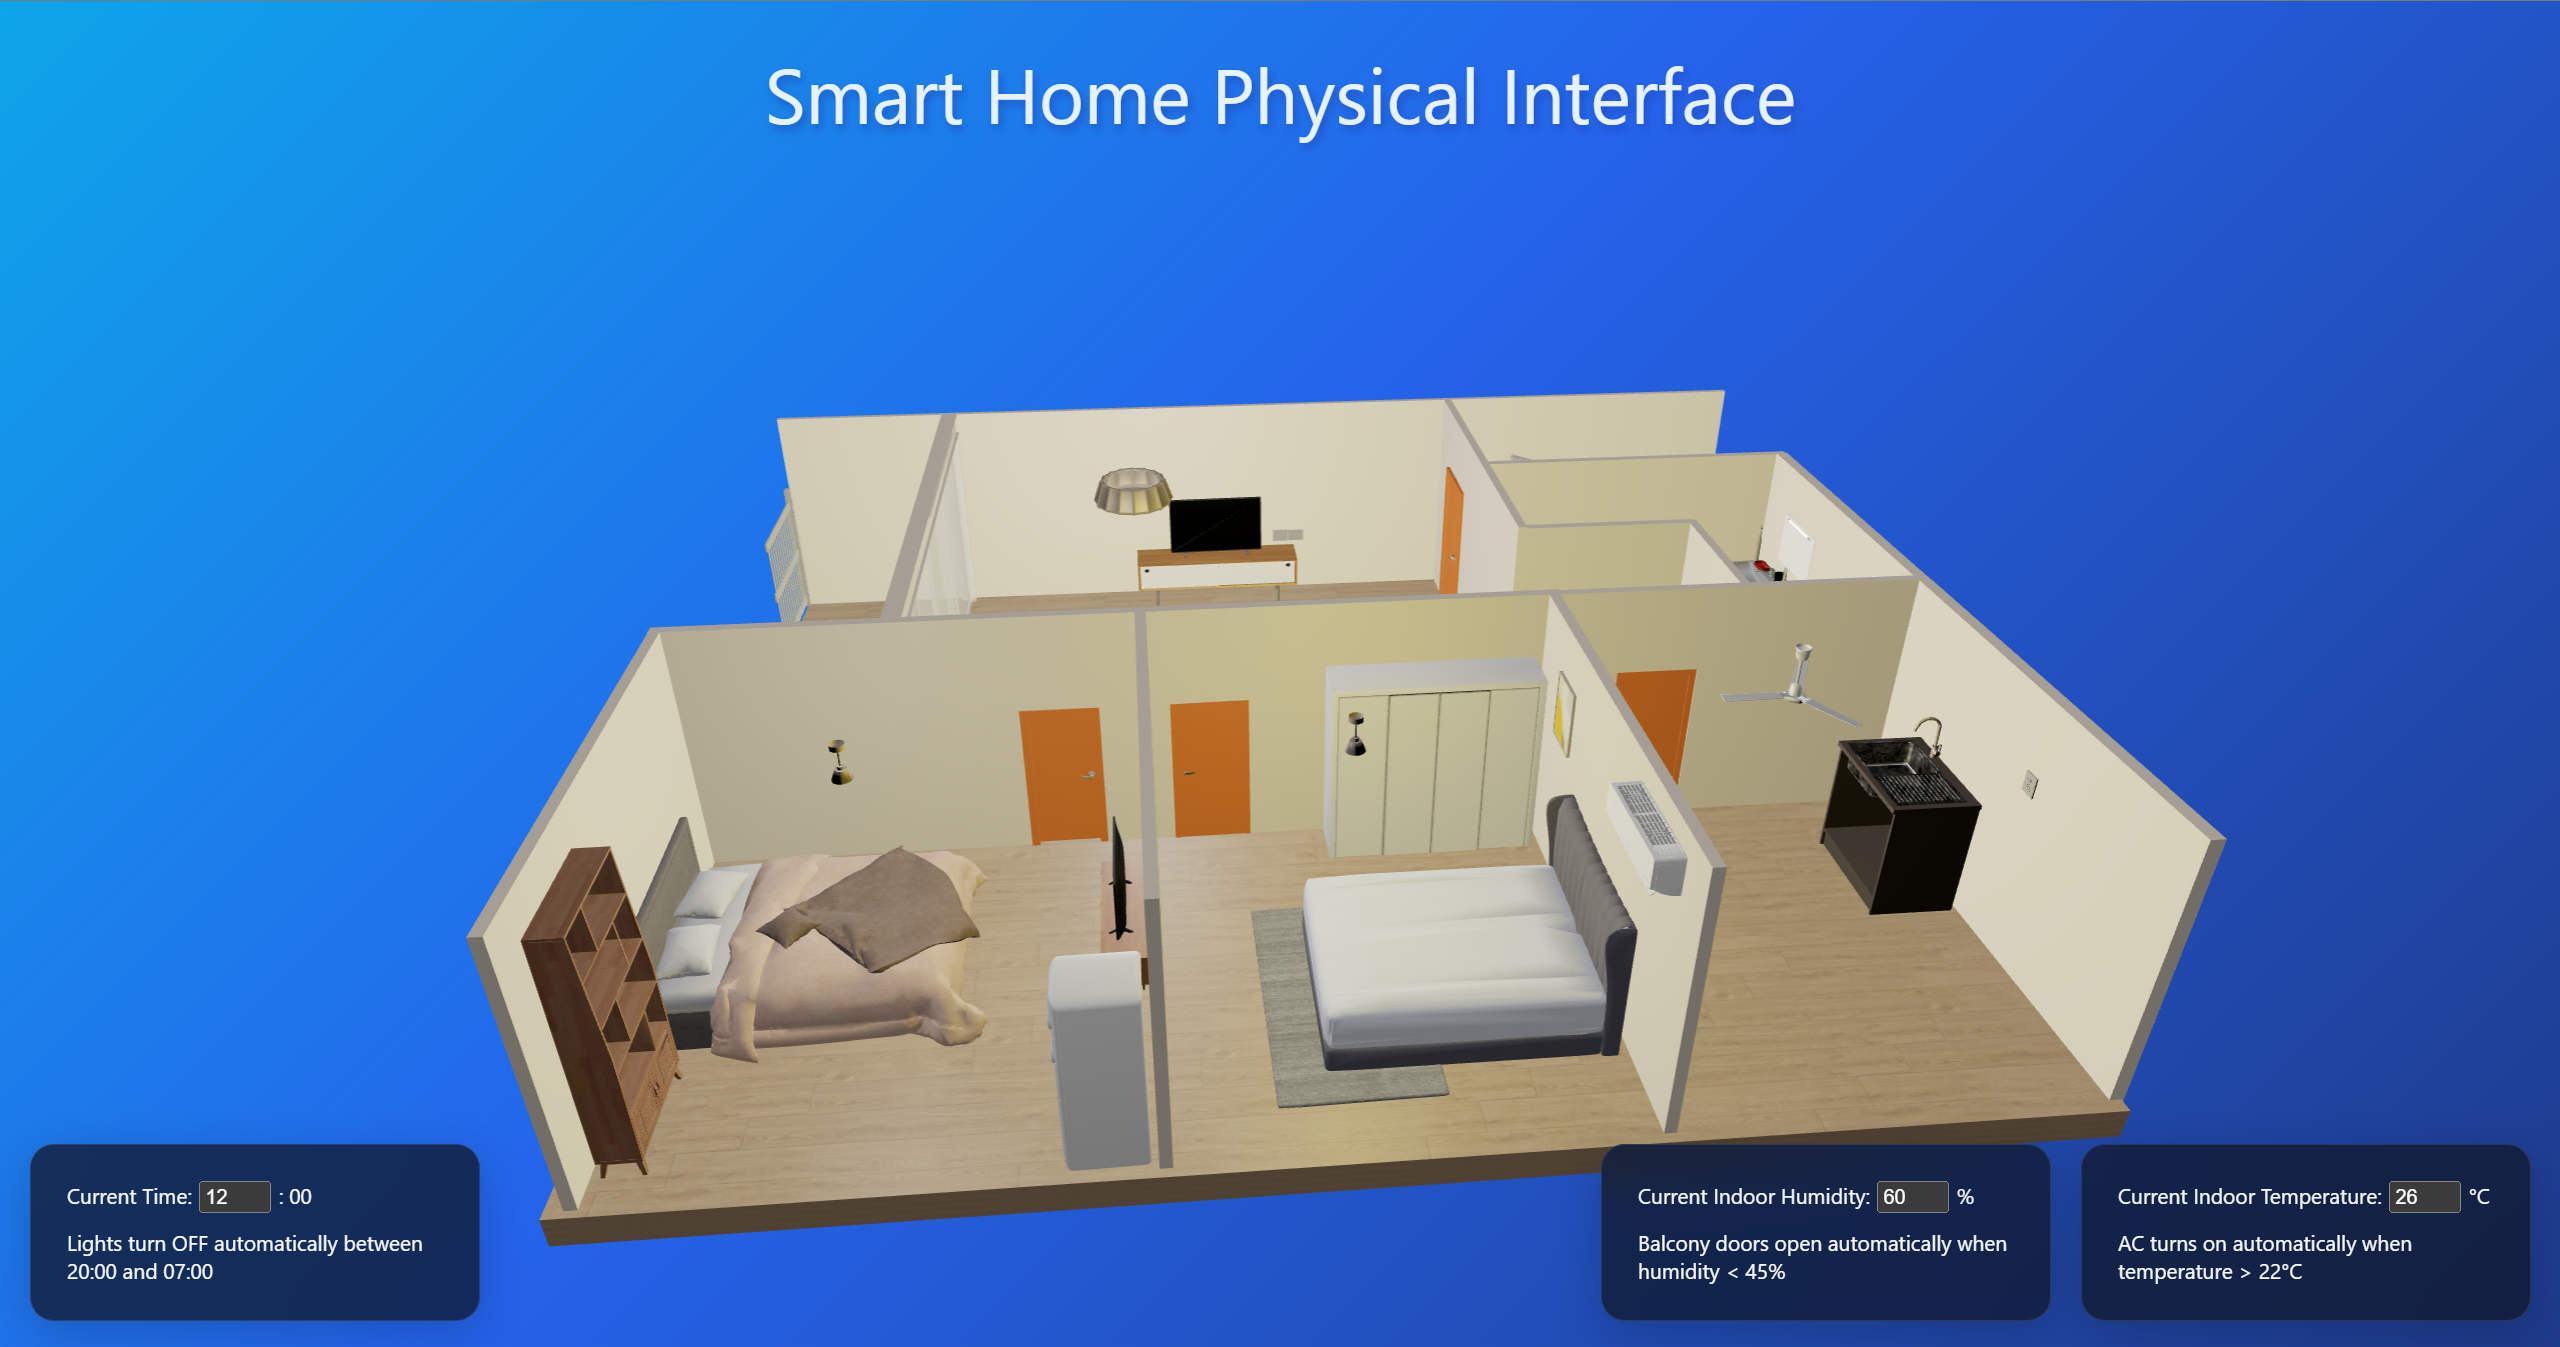 Smart Home Physical Interface
Current Time: 12 : 00
Lights turn OFF automatically between
20:00 and 07:00
Current Indoor Humidity: 60 %
Balcony doors open automatically when
humidity < 45%
Current Indoor Temperature: 26 °C
AC turns on automatically when
temperature > 22°C